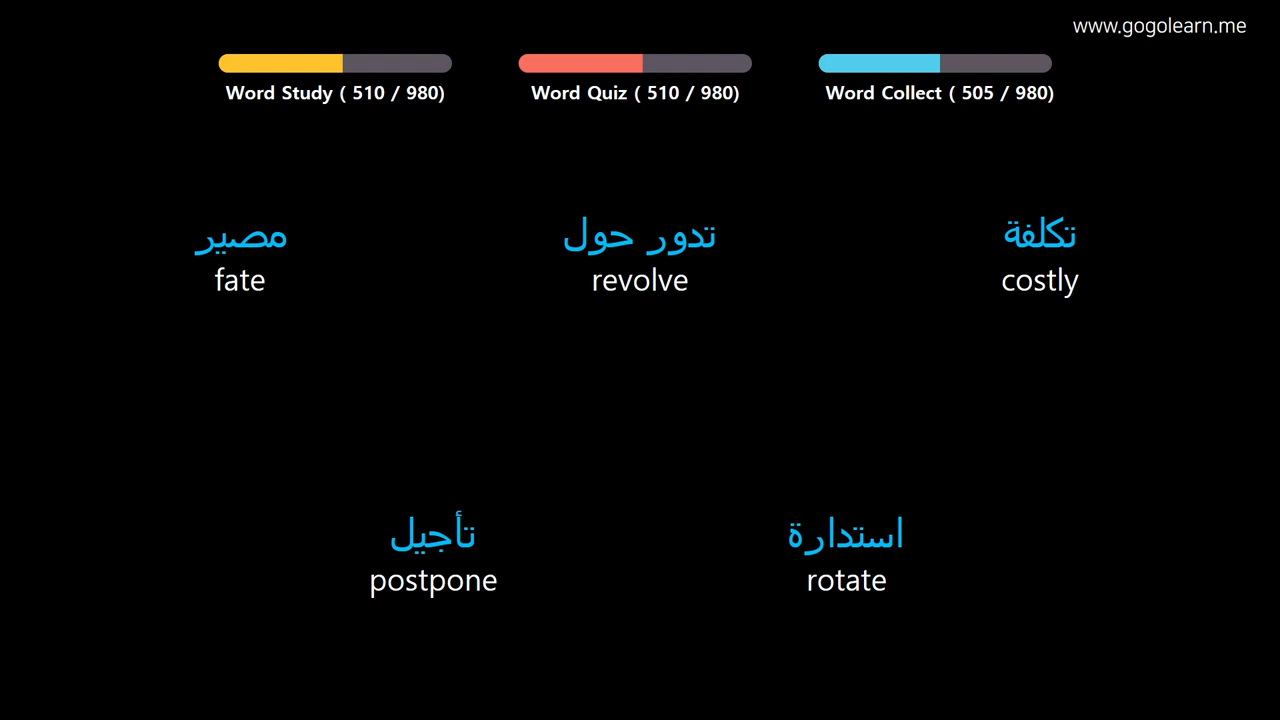 www.gogolearn.me
Word Study ( 510 / 980)
Word Quiz ( 510 / 980)
Word Collect ( 505 / 980)
مصير
fate
تدور حول
revolve
تكلفة
costly
تأجيل
postpone
استدارة
rotate